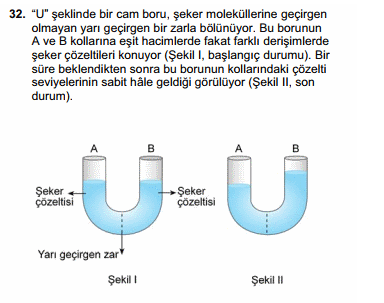 32. “U” şeklinde bir cam boru, şeker moleküllerine geçirgen
olmayan yarı geçirgen bir zarla bölünüyor. Bu borunun
A ve B kollarına eşit hacimlerde fakat farklı derişimlerde
şeker çözeltileri konuyor (Şekil I, başlangıç durumu). Bir
süre beklendikten sonra bu borunun kollarındaki çözelti
seviyelerinin sabit hâle geldiği görülüyor (Şekil II, son
durum).
A B A B
Şeker Şeker
çözeltisi çözeltisi
Yarı geçirgen zar
Şekil I Şekil II